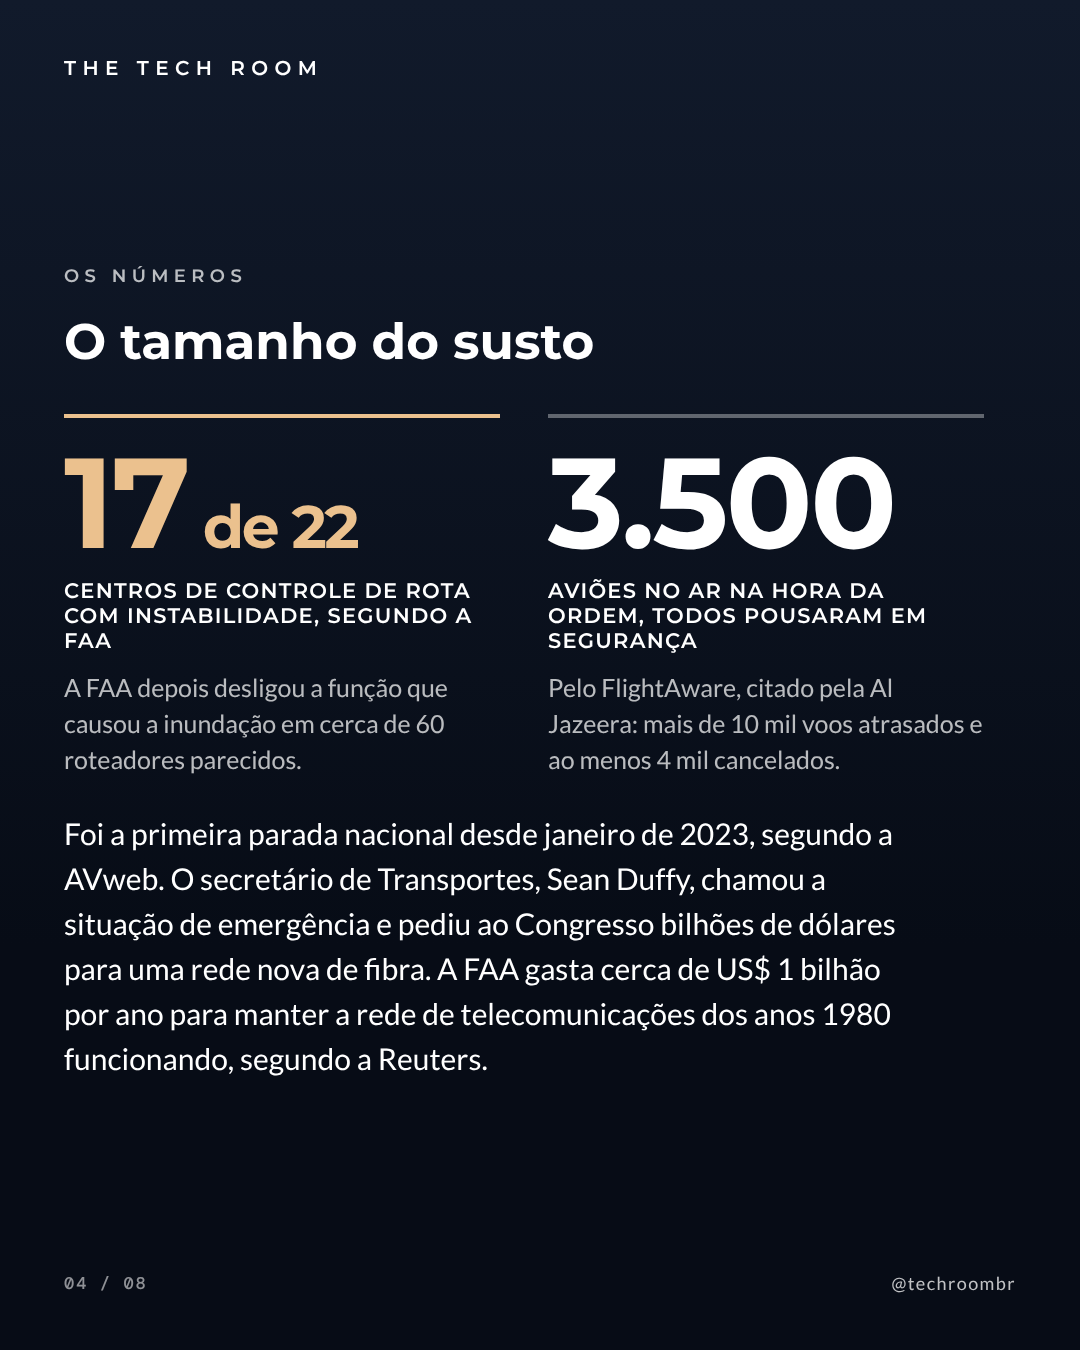 THE TECH ROOM
OS NÚMEROS
O tamanho do susto
17 de 22
CENTROS DE CONTROLE DE ROTA
COM INSTABILIDADE, SEGUNDO A
FAA
A FAA depois desligou a função que
causou a inundação em cerca de 60
roteadores parecidos.
3.500
AVIÕES NO AR NA HORA DA
ORDEM, TODOS POUSARAM EM
SEGURANÇA
Pelo FlightAware, citado pela Al
Jazeera: mais de 10 mil voos atrasados e
ao menos 4 mil cancelados.
Foi a primeira parada nacional desde janeiro de 2023, segundo a
AVweb. O secretário de Transportes, Sean Duffy, chamou a
situação de emergência e pediu ao Congresso bilhões de dólares
para uma rede nova de fibra. A FAA gasta cerca de US$ 1 bilhão
por ano para manter a rede de telecomunicações dos anos 1980
funcionando, segundo a Reuters.
04 / 08
@techroombr